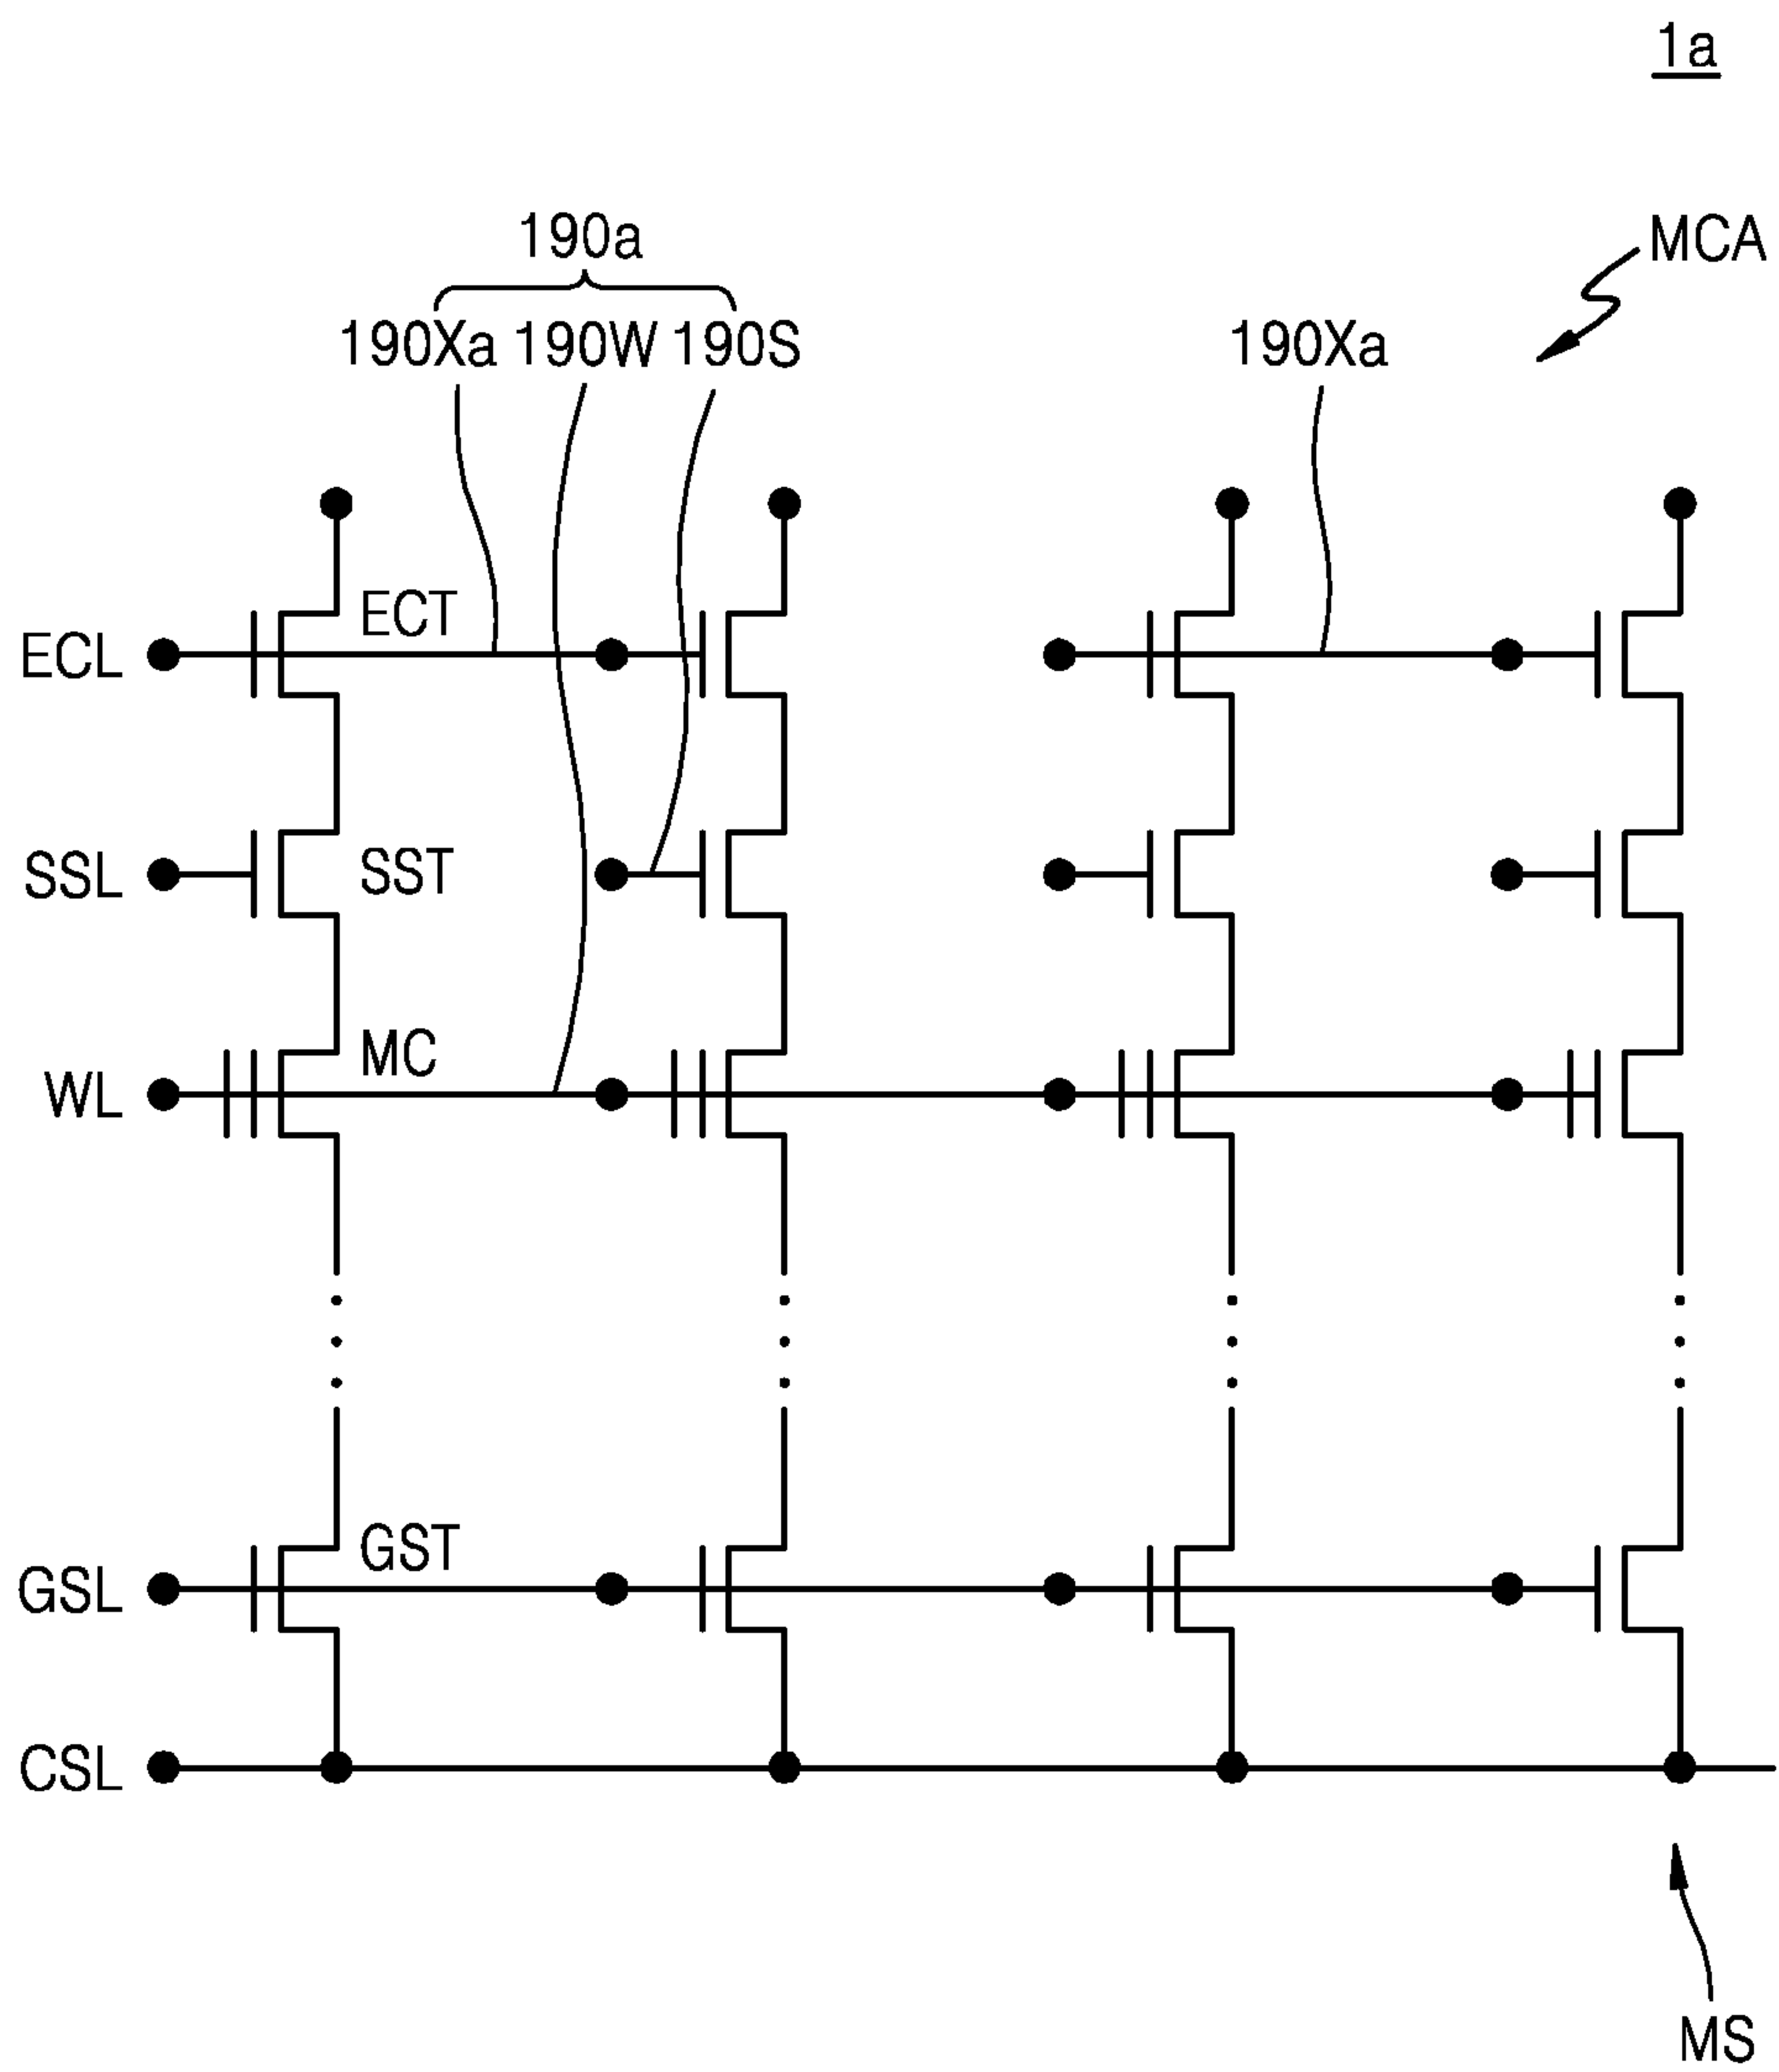 1a
190a
MCA
190Xa 190W 190S
190Xa
ECT
ECL
SSL
SST
MC
WL
GST
GSL
CSL
MS